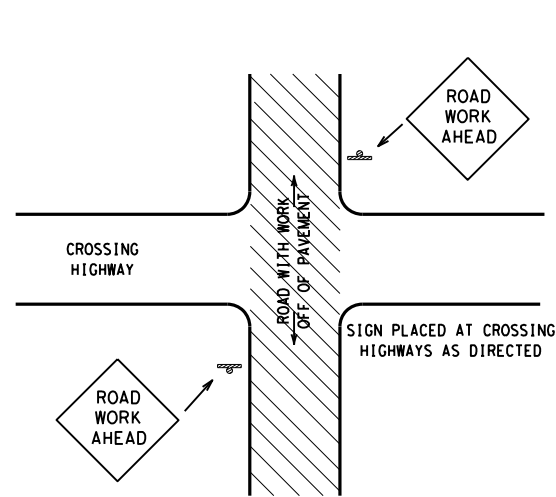 ROAD
WORK
AHEAD
ROAD WITH WORK
OFF OF PAVEMENT
CROSSING
HIGHWAY
SIGN PLACED AT CROSSING
HIGHWAYS AS DIRECTED
ROAD
WORK
AHEAD